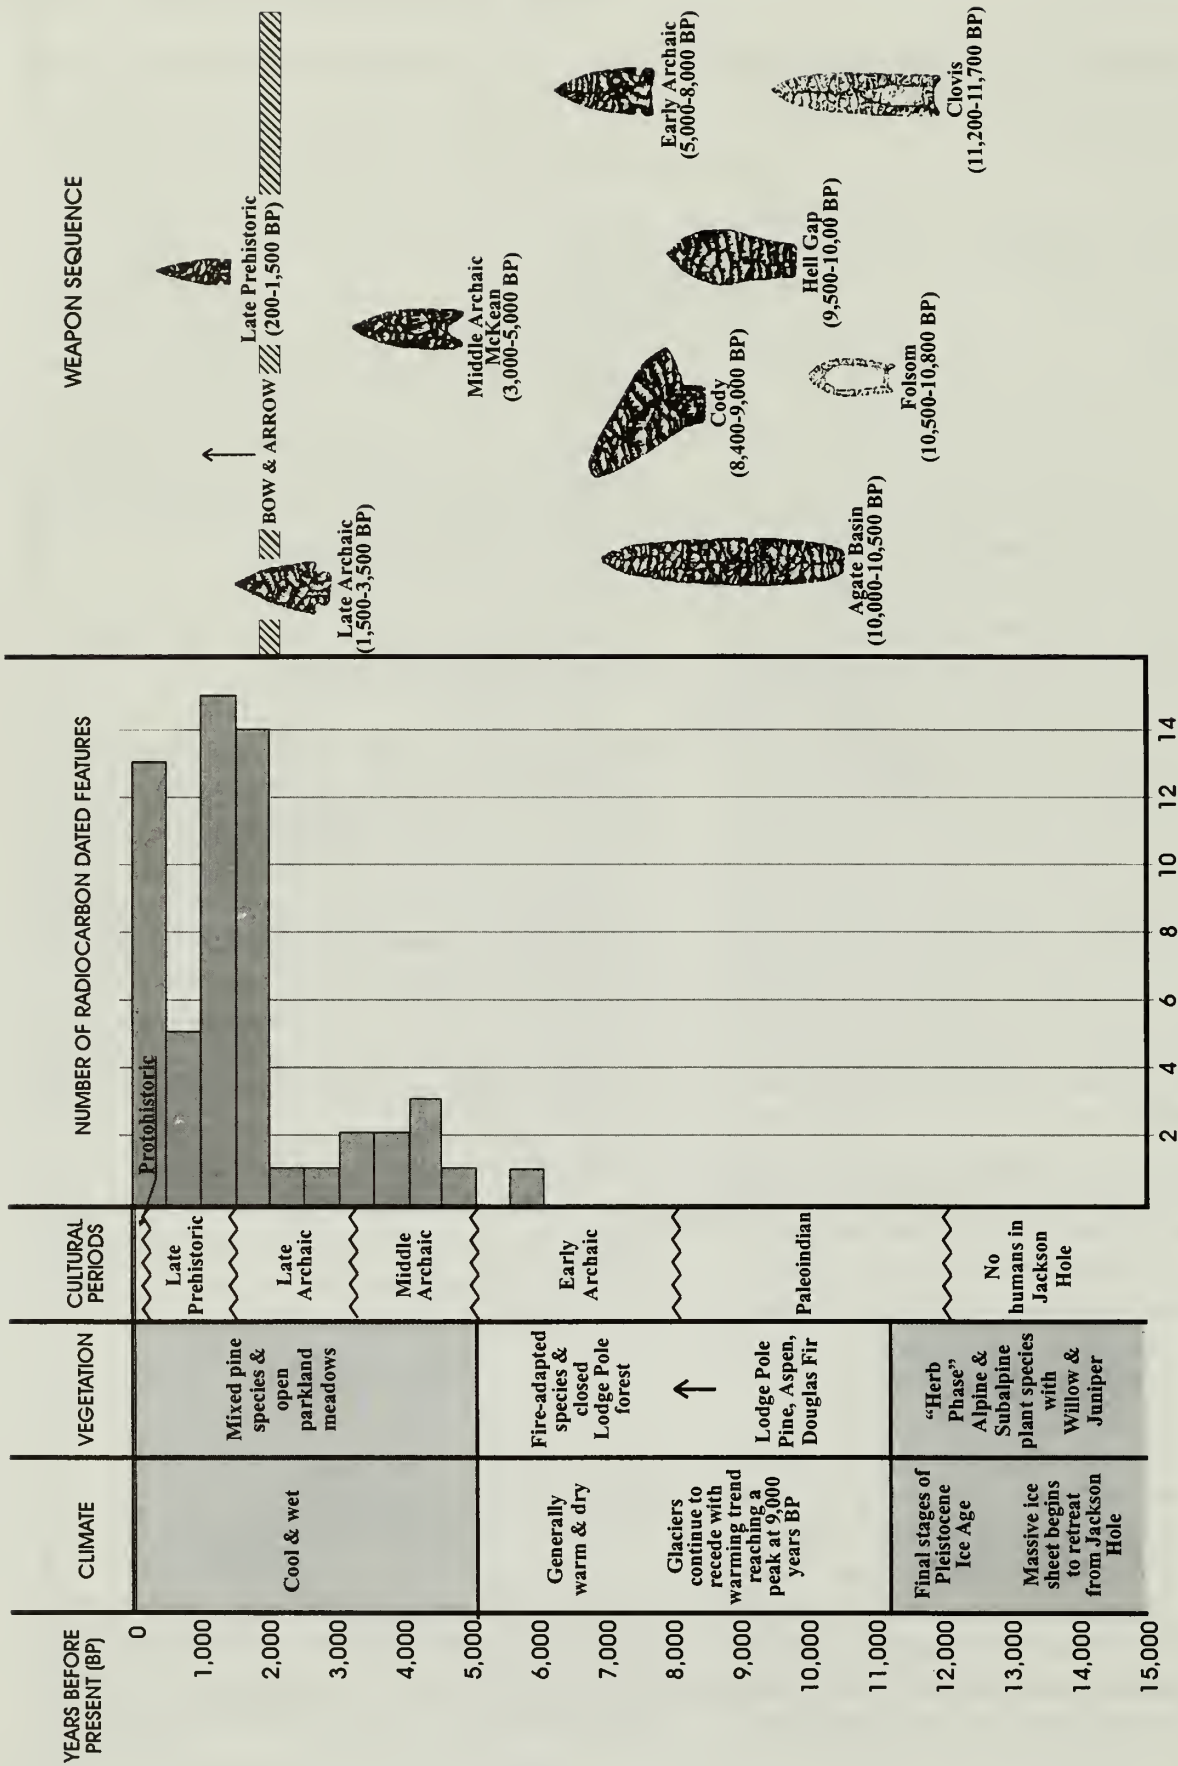 YEARS BEFORE
PRESENT (BP)
0
1,000
2,000
3,000
4,000
5,000
6,000
7,000
8,000
9,000
10,000
11,000
12,000
13,000
14,000
15,000
CLIMATE
Cool & wet
Generally
warm & dry
Glaciers
continue to
recede with
warming trend
reaching a
peak at 9,000
years BP
Final stages of
Pleistocene
Ice Age
Massive ice
sheet begins
to retreat
from Jackson
Hole
VEGETATION
Mixed pine
species &
open
parkland
meadows
Fire-adapted
species &
closed
Lodge Pole
forest
Lodge Pole
Pine, Aspen,
Douglas Fir
“Herb
Phase”
Alpine &
Subalpine
plant species
with
Willow &
Juniper
CULTURAL
PERIODS
Late
Prehistoric
Late
Archaic
Middle
Archaic
Early
Archaic
Paleoindian
No
humans in
Jackson
Hole
NUMBER OF RADIOCARBON DATED FEATURES
Protohistoric
2
4
6
8
10
12
14
WEAPON SEQUENCE
Late Prehistoric
(200-1,500 BP)
BOW & ARROW
Late Archaic
(1,500-3,500 BP)
Middle Archaic
McKean
(3,000-5,000 BP)
Early Archaic
(5,000-8,000 BP)
Cody
(8,400-9,000 BP)
Hell Gap
(9,500-10,00 BP)
Agate Basin
(10,000-10,500 BP)
Folsom
(10,500-10,800 BP)
Clovis
(11,200-11,700 BP)